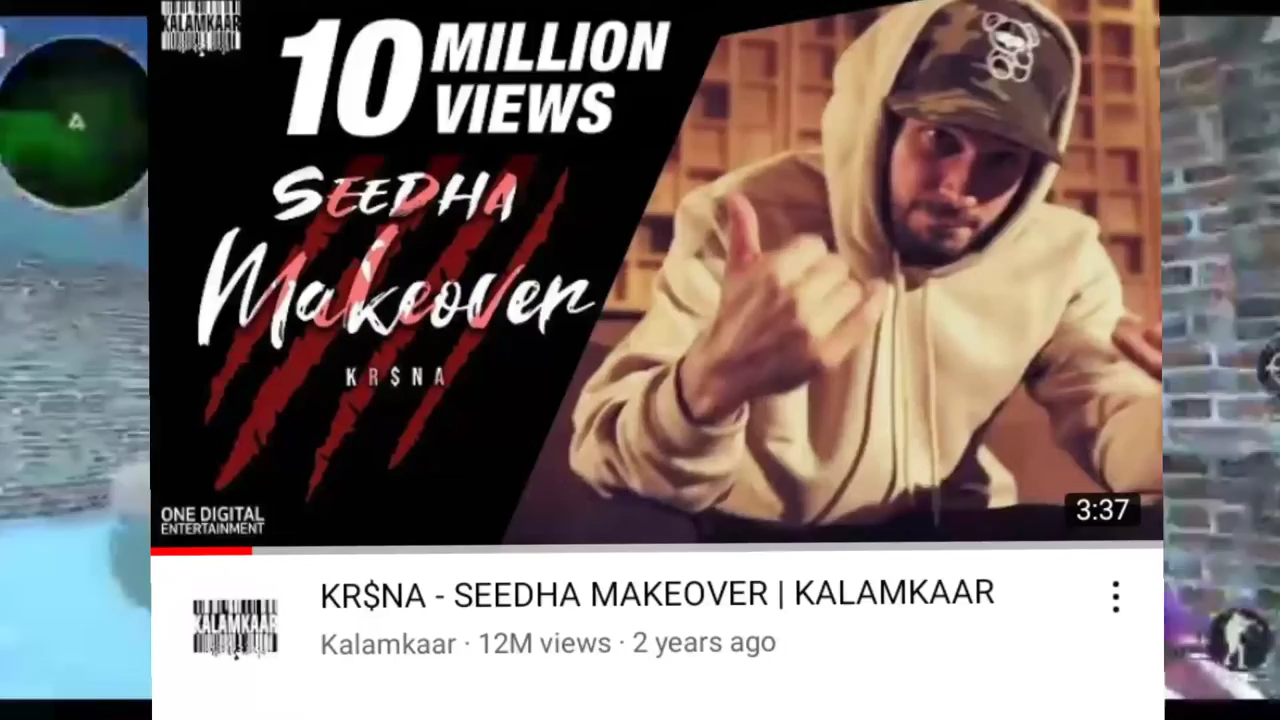 KALAMKAAR
10 MILLION
VIEWS
SEEDHA
Makeover
KR$NA
ONE DIGITAL
ENTERTAINMENT
3:37
KALAMKAAR
KR$NA - SEEDHA MAKEOVER | KALAMKAAR
Kalamkaar · 12M views · 2 years ago